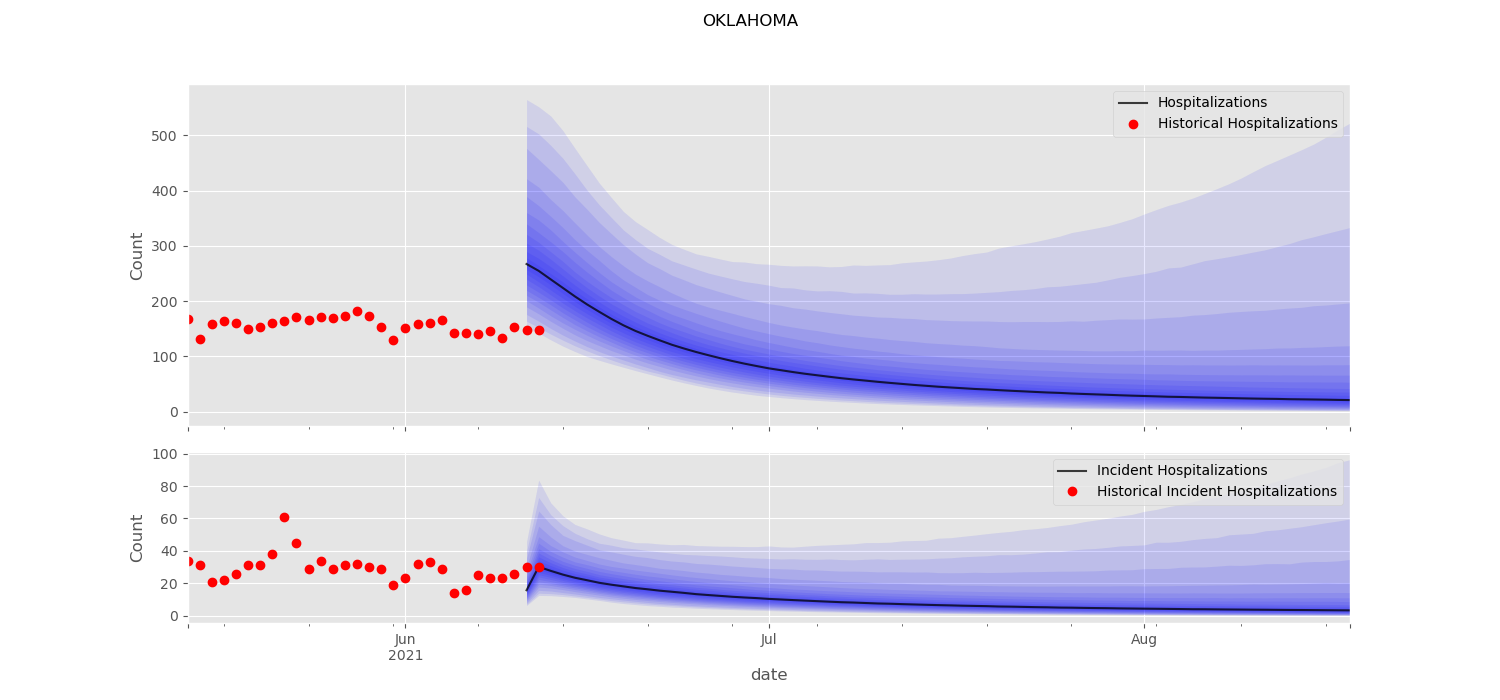 OKLAHOMA
Hospitalizations
Historical Hospitalizations
Count
500
400
300
200
100
0
Incident Hospitalizations
Historical Incident Hospitalizations
Count
100
80
60
40
20
0
Jun
2021
Jul
Aug
date